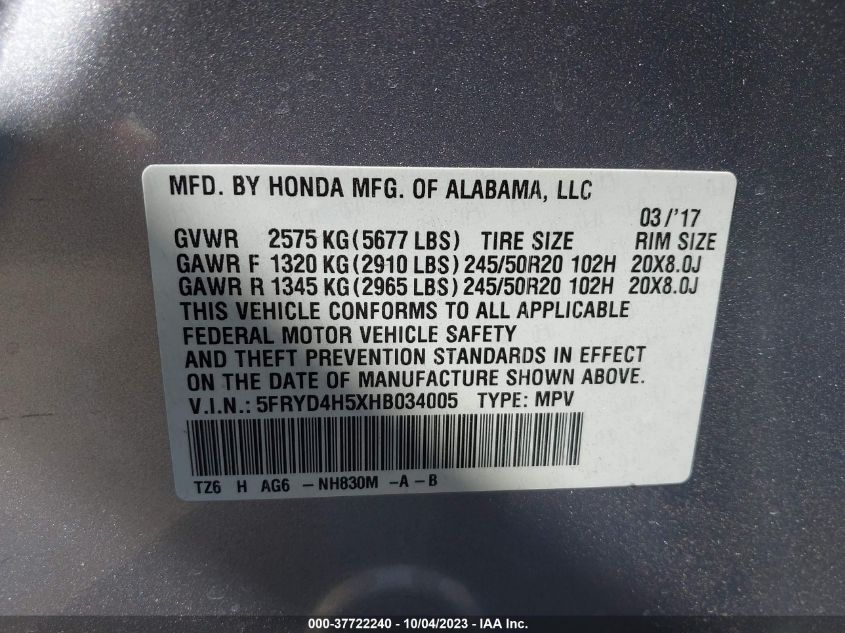 MFD. BY HONDA MFG. OF ALABAMA, LLC
03/'17
GVWR 2575 KG (5677 LBS) TIRE SIZE RIM SIZE
GAWR F 1320 KG (2910 LBS) 245/50R20 102H 20X8.0J
GAWR R 1345 KG (2965 LBS) 245/50R20 102H 20X8.0J
THIS VEHICLE CONFORMS TO ALL APPLICABLE
FEDERAL MOTOR VEHICLE SAFETY
AND THEFT PREVENTION STANDARDS IN EFFECT
ON THE DATE OF MANUFACTURE SHOWN ABOVE.
V.I.N.: 5FRYD4H5XHB034005 TYPE: MPV
TZ6 H AG6 -NH830M -A-B
000-37722240 - 10/04/2023 - IAA Inc.